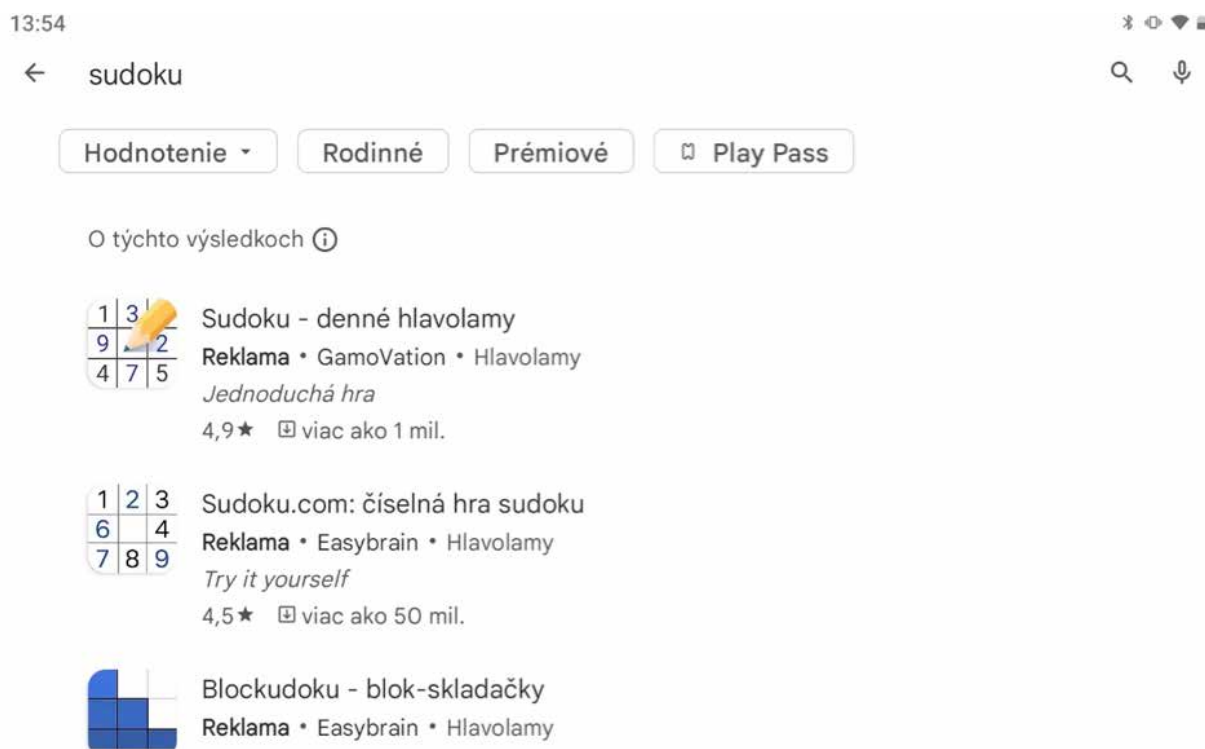 13:54
sudoku
Hodnotenie Rodinné Prémiové Play Pass
O týchto výsledkoch
1 3
9 2
4 7 5
Sudoku - denné hlavolamy
Reklama • GamoVation • Hlavolamy
Jednoduchá hra
4,9★ viac ako 1 mil.
1 2 3
6 4
7 8 9
Sudoku.com: číselná hra sudoku
Reklama • Easybrain • Hlavolamy
Try it yourself
4,5★ viac ako 50 mil.
Blockudoku - blok-skladačky
Reklama • Easybrain • Hlavolamy